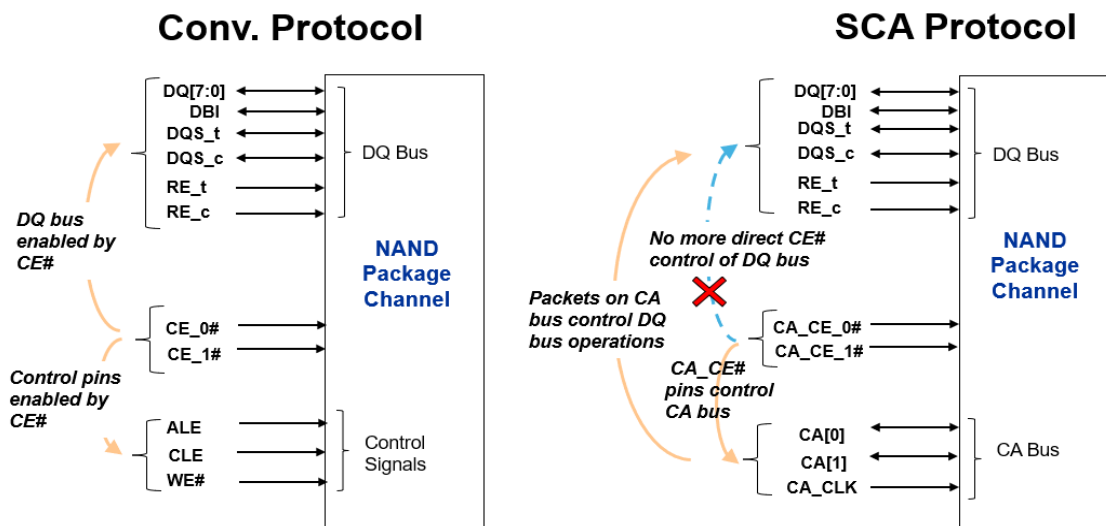 Conv. Protocol
DQ[7:0]
DBI
DQS_t
DQS_c
RE_t
RE_c
DQ Bus
DQ bus
enabled by
CE#
NAND
Package
Channel
CE_0#
CE_1#
Control pins
enabled by
CE#
ALE
CLE
WE#
Control
Signals
SCA Protocol
DQ[7:0]
DBI
DQS_t
DQS_c
RE_t
RE_c
DQ Bus
No more direct CE#
control of DQ bus
NAND
Package
Channel
Packets on CA
bus control DQ
bus operations
CA_CE_0#
CA_CE_1#
CA_CE#
pins control
CA bus
CA[0]
CA[1]
CA_CLK
CA Bus